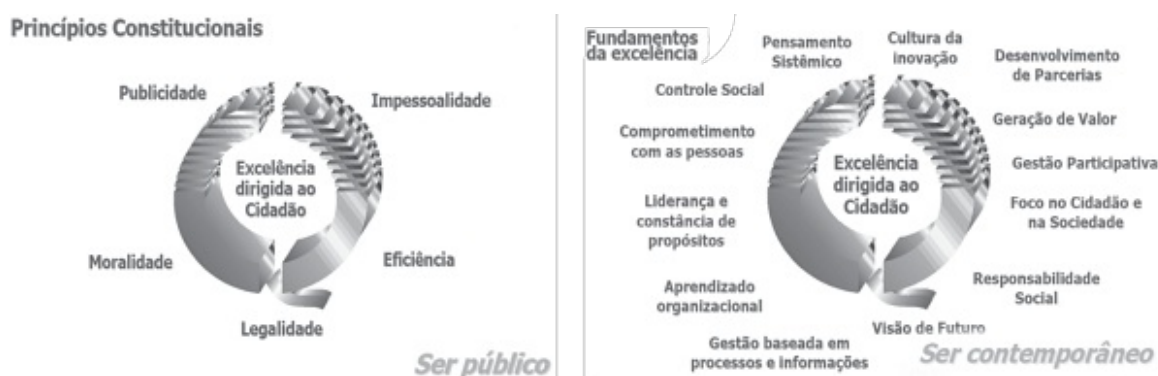 Princípios Constitucionais
Publicidade
Impessoalidade
Excelência
dirigida ao
Cidadão
Moralidade
Eficiência
Legalidade
Ser público
Fundamentos
da excelência
Pensamento
Sistêmico
Cultura da
inovação
Desenvolvimento
de Parcerias
Controle Social
Geração de Valor
Comprometimento
com as pessoas
Excelência
dirigida ao
Cidadão
Gestão Participativa
Liderança e
constância de
propósitos
Foco no Cidadão e
na Sociedade
Aprendizado
organizacional
Responsabilidade
Social
Visão de Futuro
Gestão baseada em
processos e informações
Ser contemporâneo